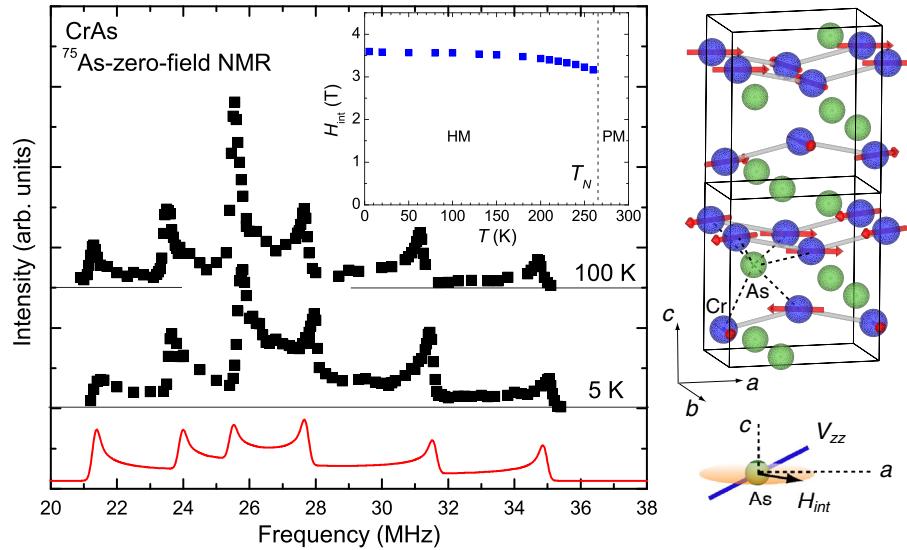 CrAs
⁷⁵As-zero-field NMR
Intensity (arb. units)
100 K
5 K
20 22 24 26 28 30 32 34 36 38
Frequency (MHz)
H_int (T)
4
3
2
1
0
HM
PM
T_N
0 50 100 150 200 250 300
T (K)
As
Cr
c
a
b
c
V_zz
a
As
H_int